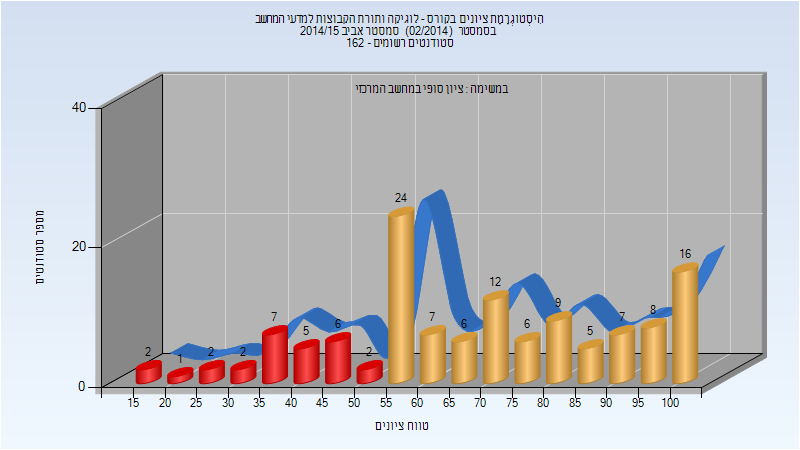 היסטוגרמת ציונים בקורס - לוגיקה ותורת הקבוצות למדעי המחשב
בסמסטר (02/2014) סמסטר אביב 2014/15
סטודנטים רשומים - 162
במשימה : ציון סופי במחשב המרכזי
מספר סטודנטים
40
20
0
2 1 2 2 7 5 6 2 24 7 6 12 6 9 5 7 8 16
15 20 25 30 35 40 45 50 55 60 65 70 75 80 85 90 95 100
טווח ציונים